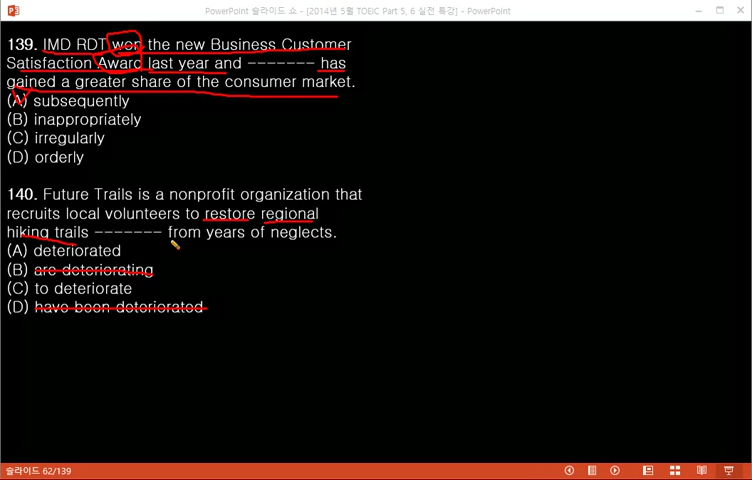 PowerPoint 슬라이드 쇼 - [2014년 5월 TOEIC Part 5, 6 실전 특강] - PowerPoint
139. IMD RDT won the new Business Customer
Satisfaction Award last year and ------- has
gained a greater share of the consumer market.
(A) subsequently
(B) inappropriately
(C) irregularly
(D) orderly
140. Future Trails is a nonprofit organization that
recruits local volunteers to restore regional
hiking trails ------- from years of neglects.
(A) deteriorated
(B) are deteriorating
(C) to deteriorate
(D) have been deteriorated
슬라이드 62/139